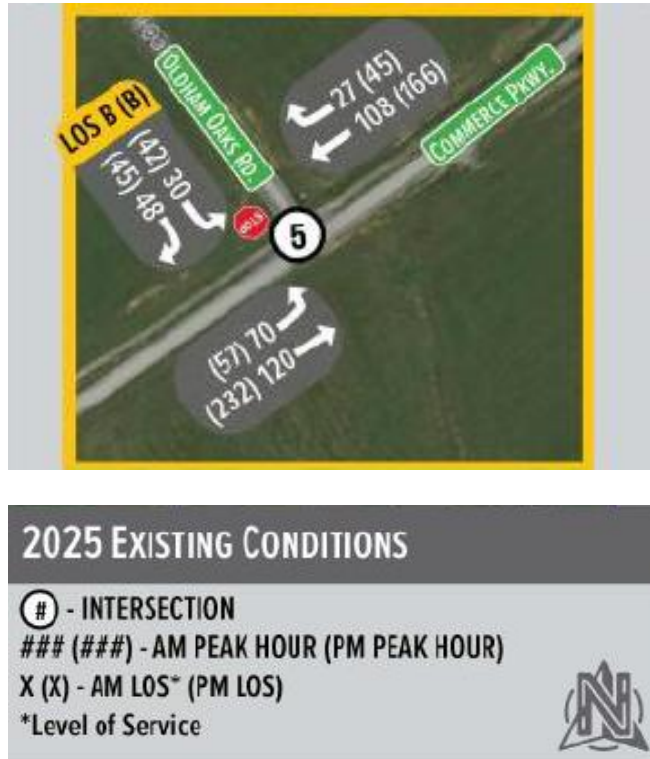 OLDHAM OAKS RD.
27 (45)
108 (166)
COMMERCE PKWY.
LOS B (B)
(42) 30
(45) 48
STOP
5
(57) 70
(232) 120
2025 EXISTING CONDITIONS
# - INTERSECTION
### (###) - AM PEAK HOUR (PM PEAK HOUR)
X (X) - AM LOS* (PM LOS)
*Level of Service
N